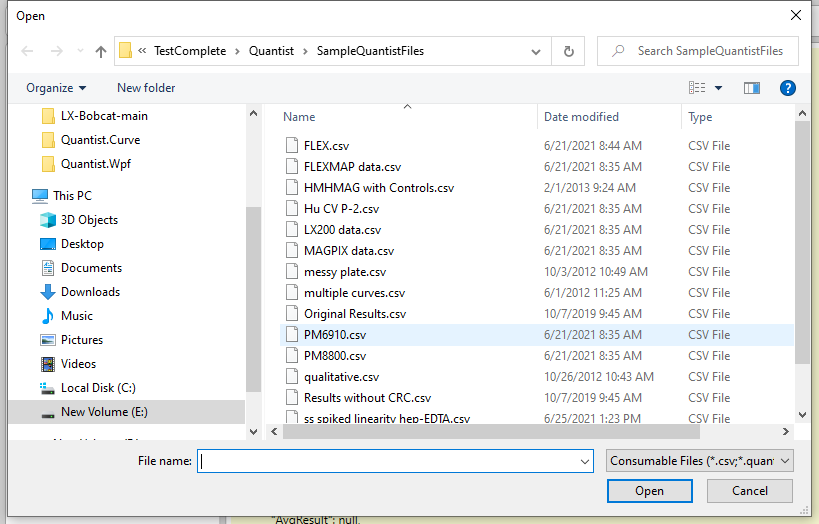 Open
« TestComplete > Quantist > SampleQuantistFiles
Search SampleQuantistFiles
Organize
New folder
LX-Bobcat-main
Quantist.Curve
Quantist.Wpf
This PC
3D Objects
Desktop
Documents
Downloads
Music
Pictures
Videos
Local Disk (C:)
New Volume (E:)
Name Date modified Type
FLEX.csv 6/21/2021 8:44 AM CSV File
FLEXMAP data.csv 6/21/2021 8:35 AM CSV File
HMHMAG with Controls.csv 2/1/2013 9:24 AM CSV File
Hu CV P-2.csv 6/21/2021 8:35 AM CSV File
LX200 data.csv 6/21/2021 8:35 AM CSV File
MAGPIX data.csv 6/21/2021 8:35 AM CSV File
messy plate.csv 10/3/2012 10:49 AM CSV File
multiple curves.csv 6/1/2012 11:25 AM CSV File
Original Results.csv 10/7/2019 9:45 AM CSV File
PM6910.csv 6/21/2021 8:35 AM CSV File
PM8800.csv 6/21/2021 8:35 AM CSV File
qualitative.csv 10/26/2012 10:43 AM CSV File
Results without CRC.csv 10/7/2019 9:45 AM CSV File
ss spiked linearity hep-EDTA.csv 6/25/2021 1:23 PM CSV File
File name:
Consumable Files (*.csv;*.quan
Open
Cancel
"AvgResult": null,